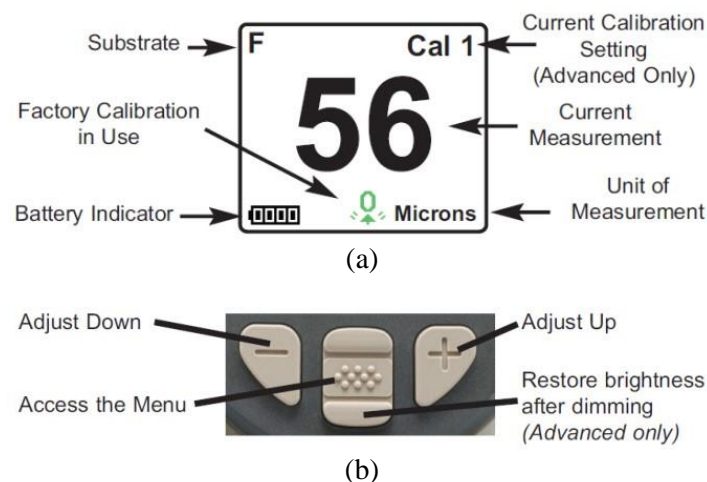 Substrate
F
Cal 1
Current Calibration
Setting
(Advanced Only)
Factory Calibration
in Use
56
Current
Measurement
Battery Indicator
0
Microns
Unit of
Measurement
(a)
Adjust Down
−
+
Adjust Up
Access the Menu
Restore brightness
after dimming
(Advanced only)
(b)